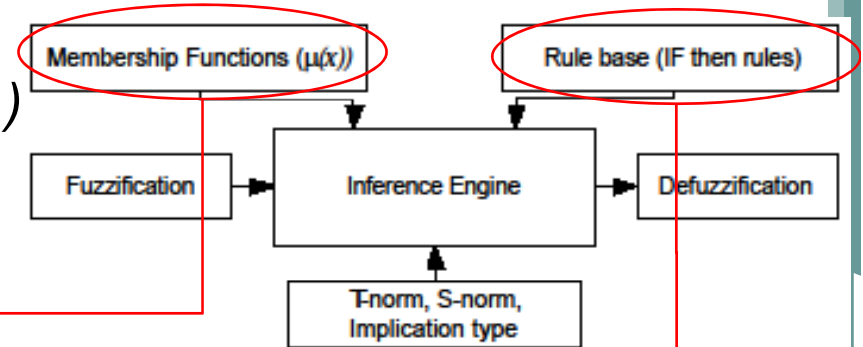 Membership Functions (μ(x))
Rule base (IF then rules)
)
Fuzzification
Inference Engine
Defuzzification
T-norm, S-norm,
Implication type